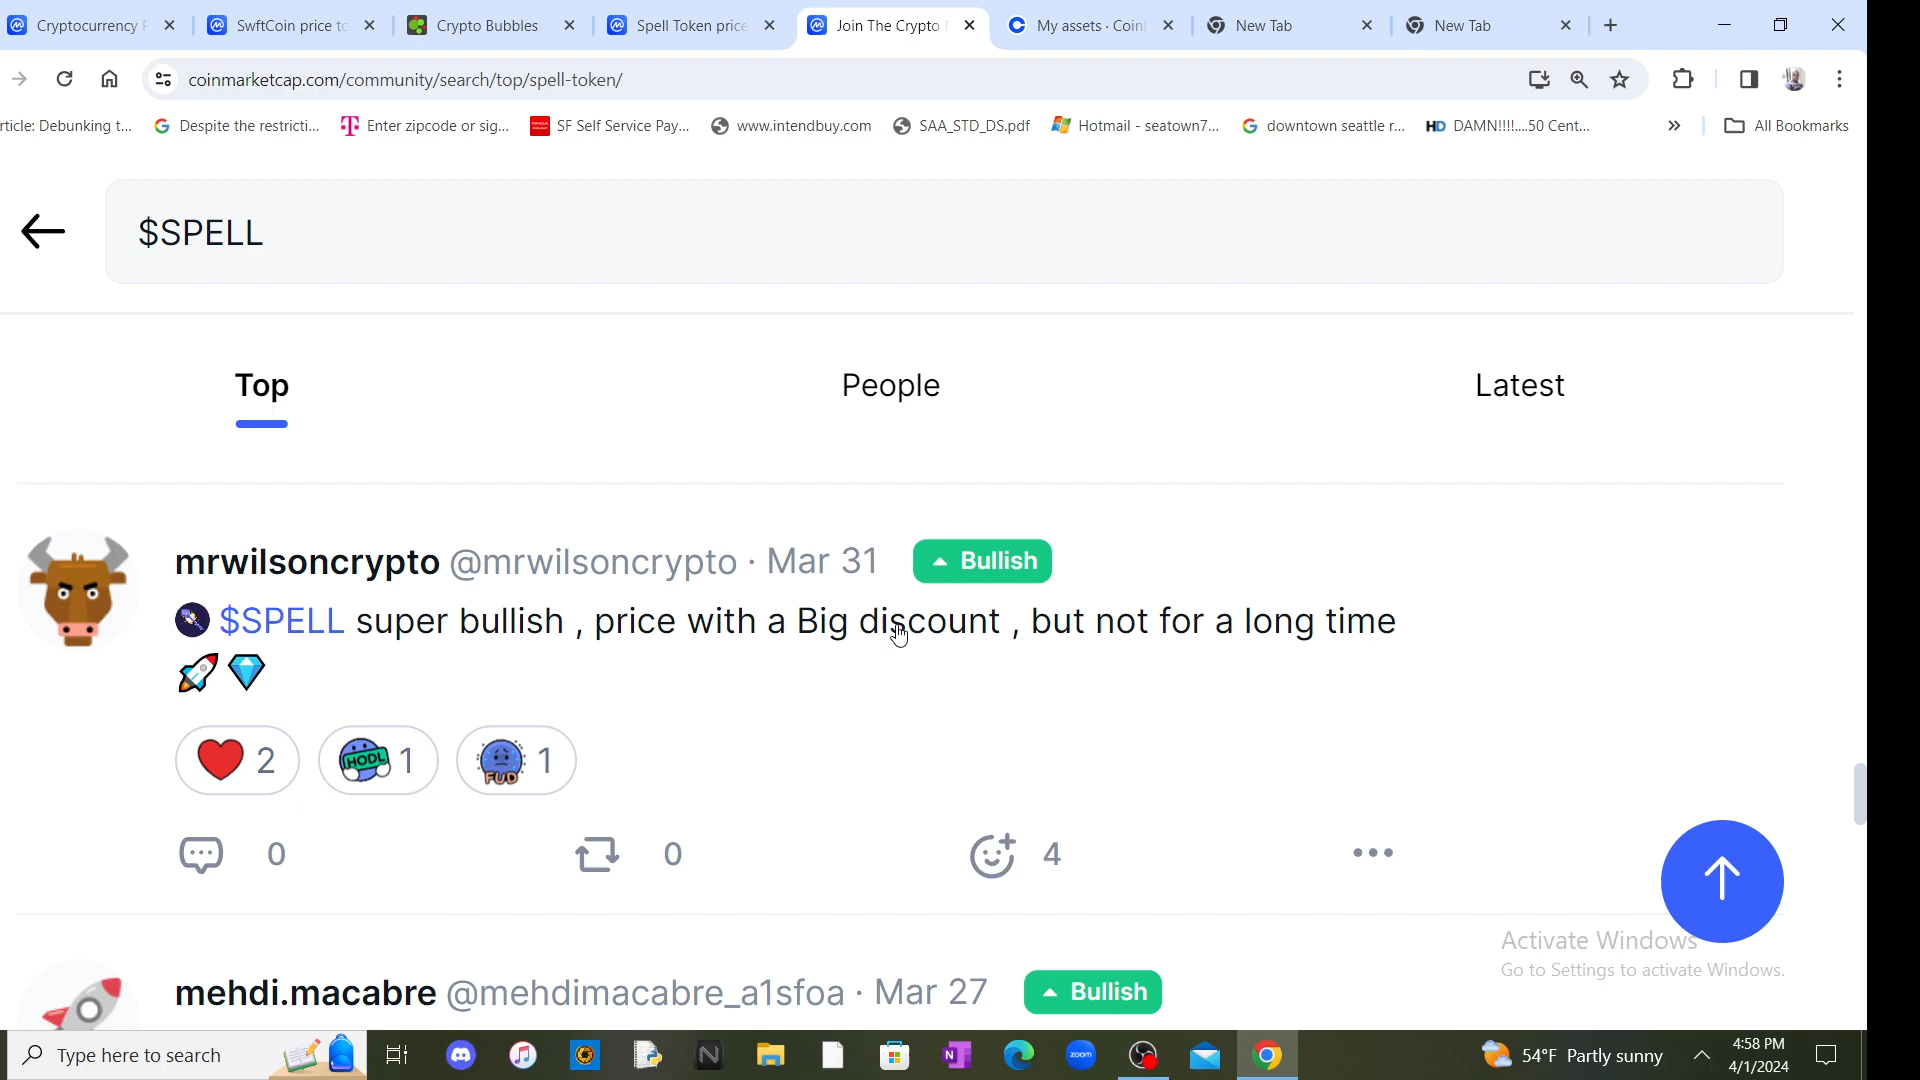 Cryptocurrency P
SwftCoin price to
Crypto Bubbles
Spell Token price
Join The Crypto
My assets · Coin
New Tab
New Tab
coinmarketcap.com/community/search/top/spell-token/
rticle: Debunking t...
Despite the restricti...
Enter zipcode or sig...
SF Self Service Pay...
www.intendbuy.com
SAA_STD_DS.pdf
Hotmail - seatown7...
downtown seattle r...
HD DAMN!!!!....50 Cent...
»
All Bookmarks
$SPELL
Top
People
Latest
mrwilsoncrypto @mrwilsoncrypto · Mar 31 Bullish
$SPELL super bullish , price with a Big discount , but not for a long time
🚀 💎
2
HODL 1
FUD 1
0
0
4
Activate Windows
Go to Settings to activate Windows.
mehdi.macabre @mehdimacabre_a1sfoa · Mar 27 Bullish
Type here to search
zoom
54°F Partly sunny
4:58 PM
4/1/2024